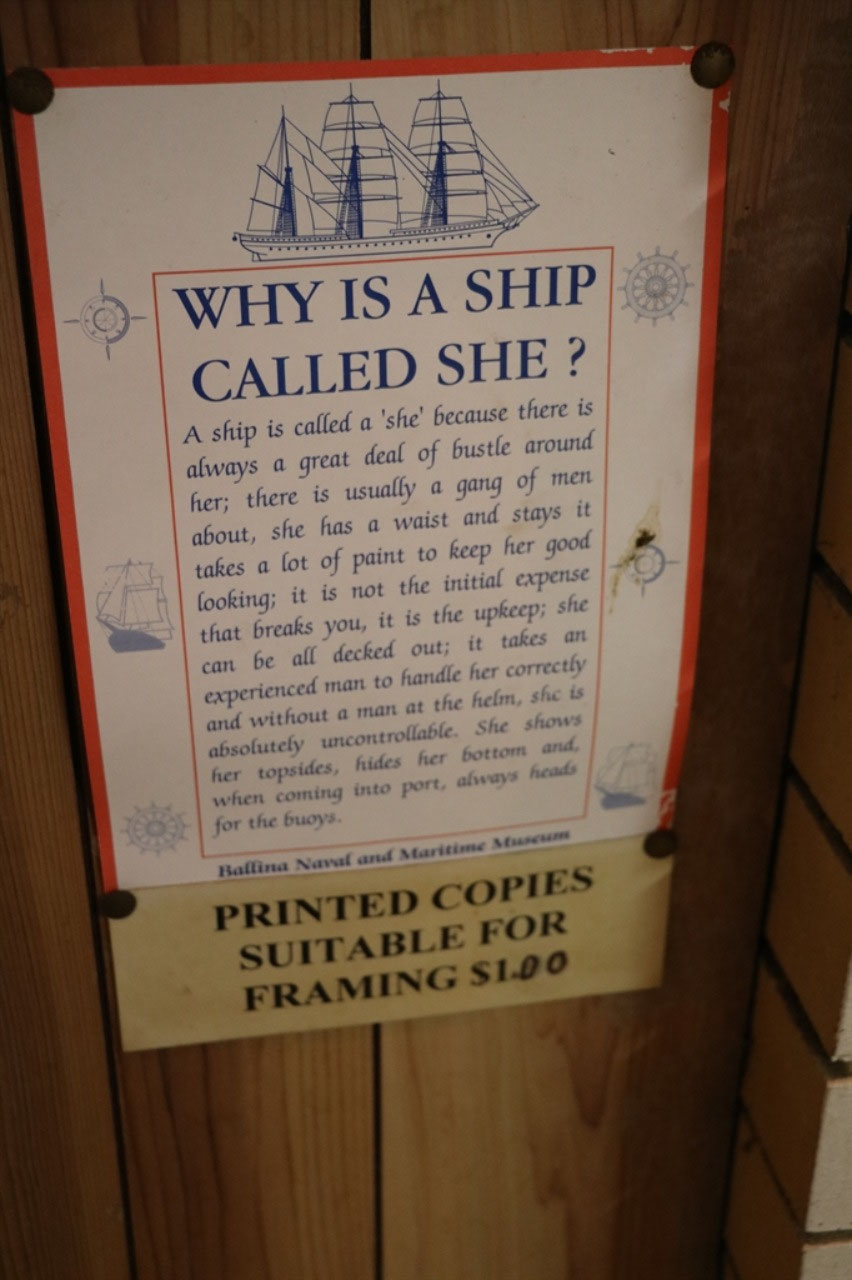 WHY IS A SHIP
CALLED SHE ?
A ship is called a 'she' because there is
always a great deal of bustle around
her; there is usually a gang of men
about, she has a waist and stays it
takes a lot of paint to keep her good
looking; it is not the initial expense
that breaks you, it is the upkeep; she
can be all decked out; it takes an
experienced man to handle her correctly
and without a man at the helm, she is
absolutely uncontrollable. She shows
her topsides, hides her bottom and,
when coming into port, always heads
for the buoys.
Ballina Naval and Maritime Museum
PRINTED COPIES
SUITABLE FOR
FRAMING $1.00